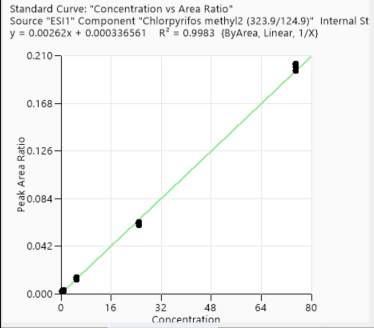 Standard Curve: "Concentration vs Area Ratio"
Source "ESI1" Component "Chlorpyrifos methyl2 (323.9/124.9)" Internal St
y = 0.00262x + 0.000336561 R² = 0.9983 {ByArea, Linear, 1/X}
Peak Area Ratio
0.210
0.168
0.126
0.084
0.042
0.000
0 16 32 48 64 80
Concentration